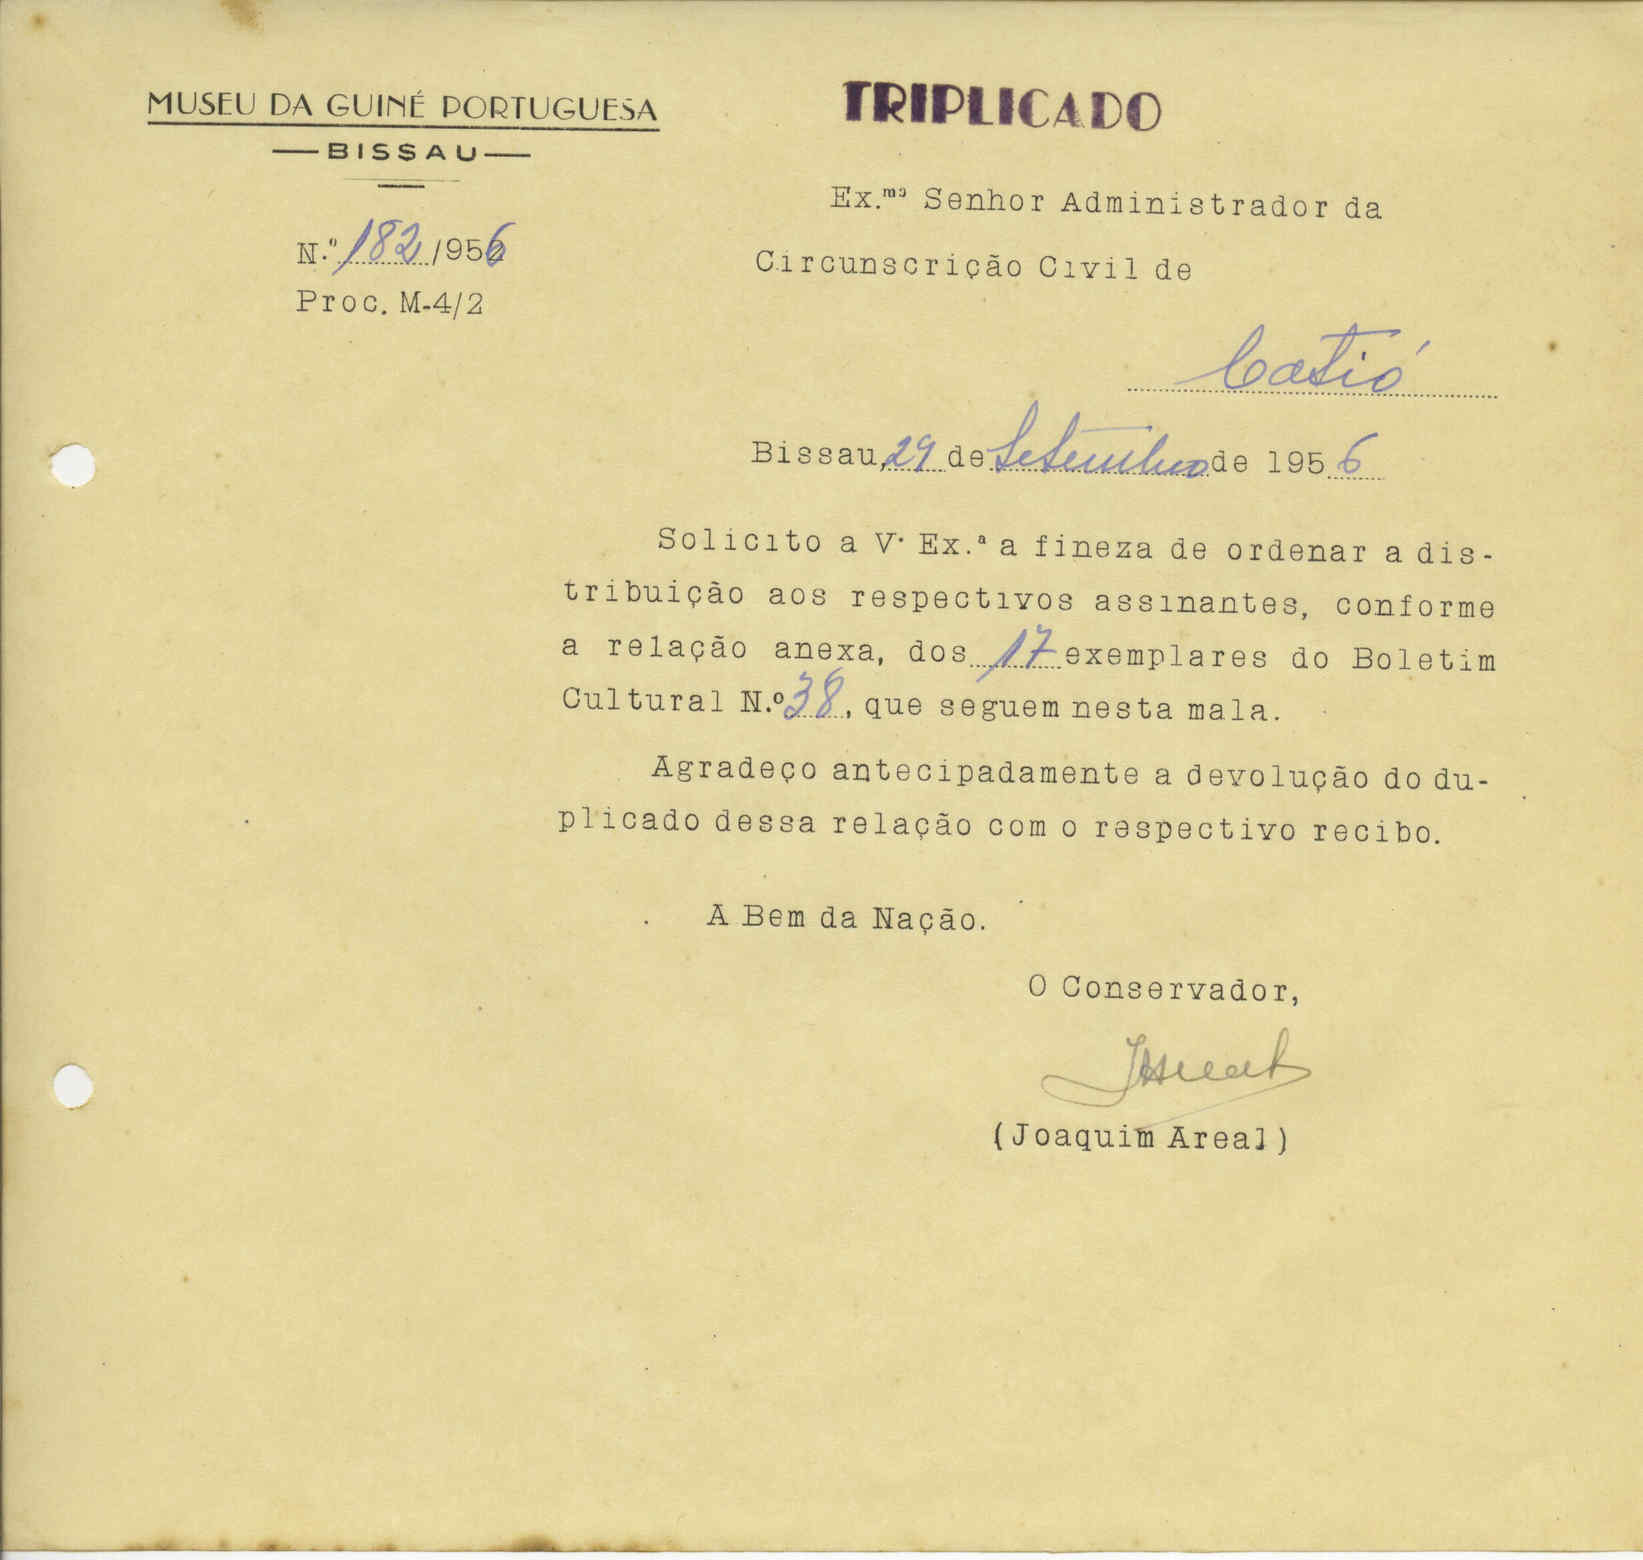 MUSEU DA GUINÉ PORTUGUESA
BISSAU
N.º 182/956
Proc. M-4/2
TRIPLICADO
Ex.mo Senhor Administrador da
Circunscrição Civil de
Catió
Bissau, 29 de Setembro de 1956
Solicito a V. Ex.ª a fineza de ordenar a dis-
tribuição aos respectivos assinantes, conforme
a relação anexa, dos 17 exemplares do Boletim
Cultural N.º 38, que seguem nesta mala.
Agradeço antecipadamente a devolução do du-
plicado dessa relação com o respectivo recibo.
A Bem da Nação.
O Conservador,
(Joaquim Areal)